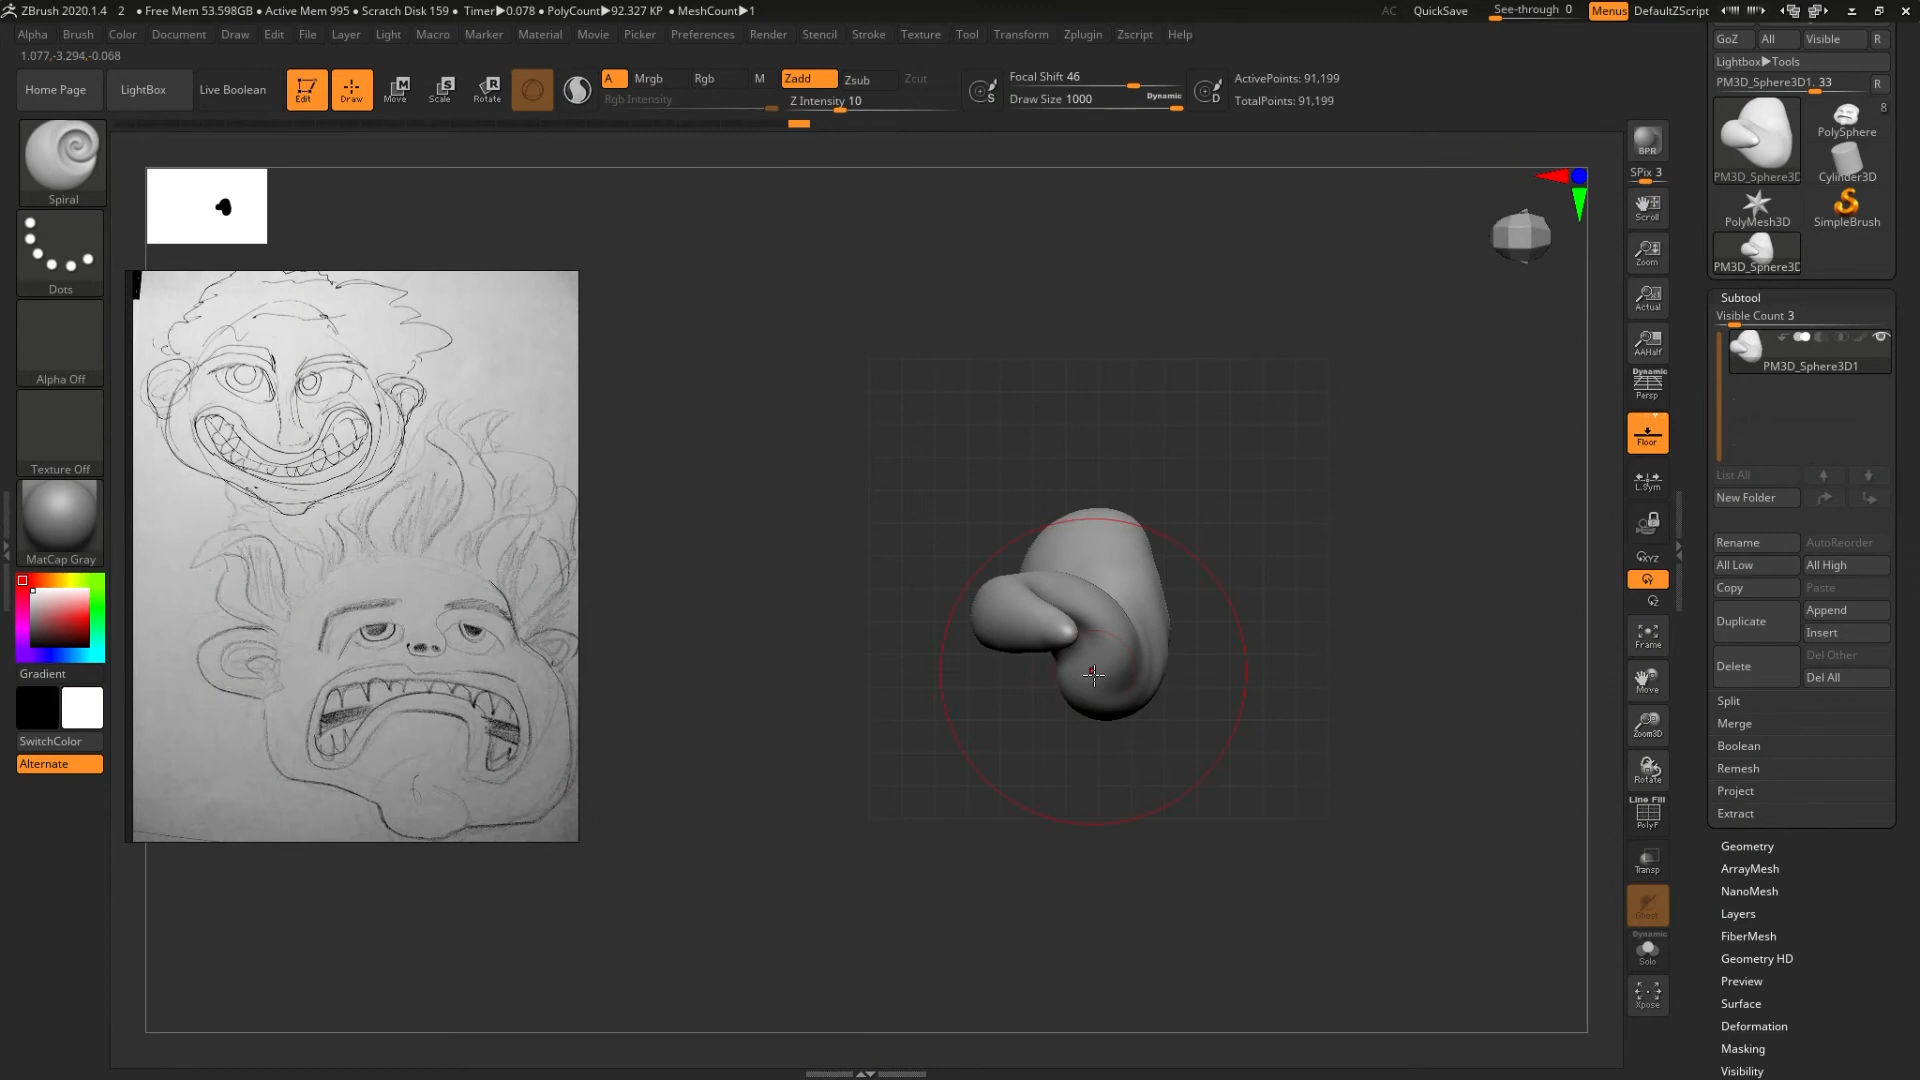 ZBrush 2020.1.4 2 ● Free Mem 53.598GB ● Active Mem 995 ● Scratch Disk 159 ● Timer▶0.078 ● PolyCount▶92.327 KP ● MeshCount▶1
AC QuickSave See-through 0 Menus DefaultZScript
Alpha Brush Color Document Draw Edit File Layer Light Macro Marker Material Movie Picker Preferences Render Stencil Stroke Texture Tool Transform Zplugin Zscript Help
1.077,-3.294,-0.068
Home Page
LightBox
Live Boolean
Edit
Draw
Move
Scale
Rotate
A Mrgb Rgb M
Rgb Intensity
Zadd Zsub Zcut
Z Intensity 10
S
Focal Shift 46
Draw Size 1000 Dynamic
D
ActivePoints: 91,199
TotalPoints: 91,199
Spiral
Dots
Alpha Off
Texture Off
MatCap Gray
Gradient
SwitchColor
Alternate
BPR
SPix 3
Scroll
Zoom
Actual
AAHalf
Dynamic
Persp
Floor
L.Sym
XYZ
Y
Z
Frame
Move
Zoom3D
Rotate
Line Fill
PolyF
Transp
Ghost
Dynamic
Solo
Xpose
GoZ All Visible R
Lightbox▶Tools
PM3D_Sphere3D1. 33 R
8
PM3D_Sphere3D
PolySphere
Cylinder3D
PolyMesh3D
SimpleBrush
PM3D_Sphere3D
Subtool
Visible Count 3
PM3D_Sphere3D1
List All
New Folder
Rename AutoReorder
All Low All High
Copy Paste
Duplicate Append
Insert
Delete Del Other
Del All
Split
Merge
Boolean
Remesh
Project
Extract
Geometry
ArrayMesh
NanoMesh
Layers
FiberMesh
Geometry HD
Preview
Surface
Deformation
Masking
Visibility